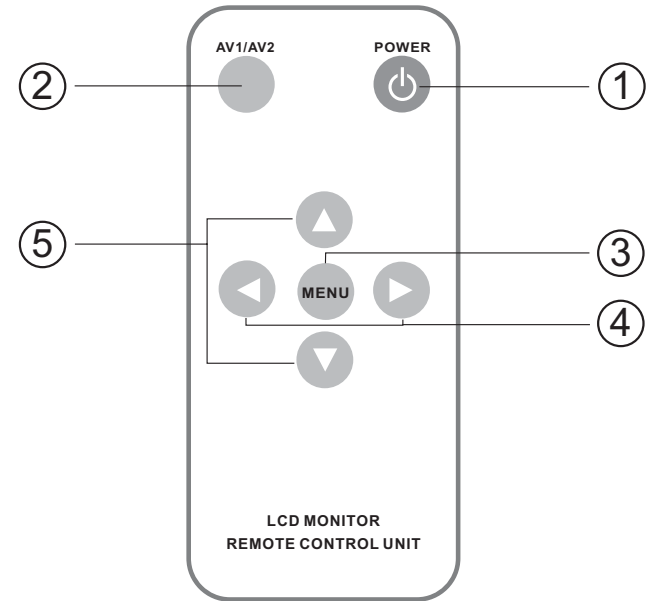 AV1/AV2
POWER
2
1
5
3
MENU
4
LCD MONITOR
REMOTE CONTROL UNIT